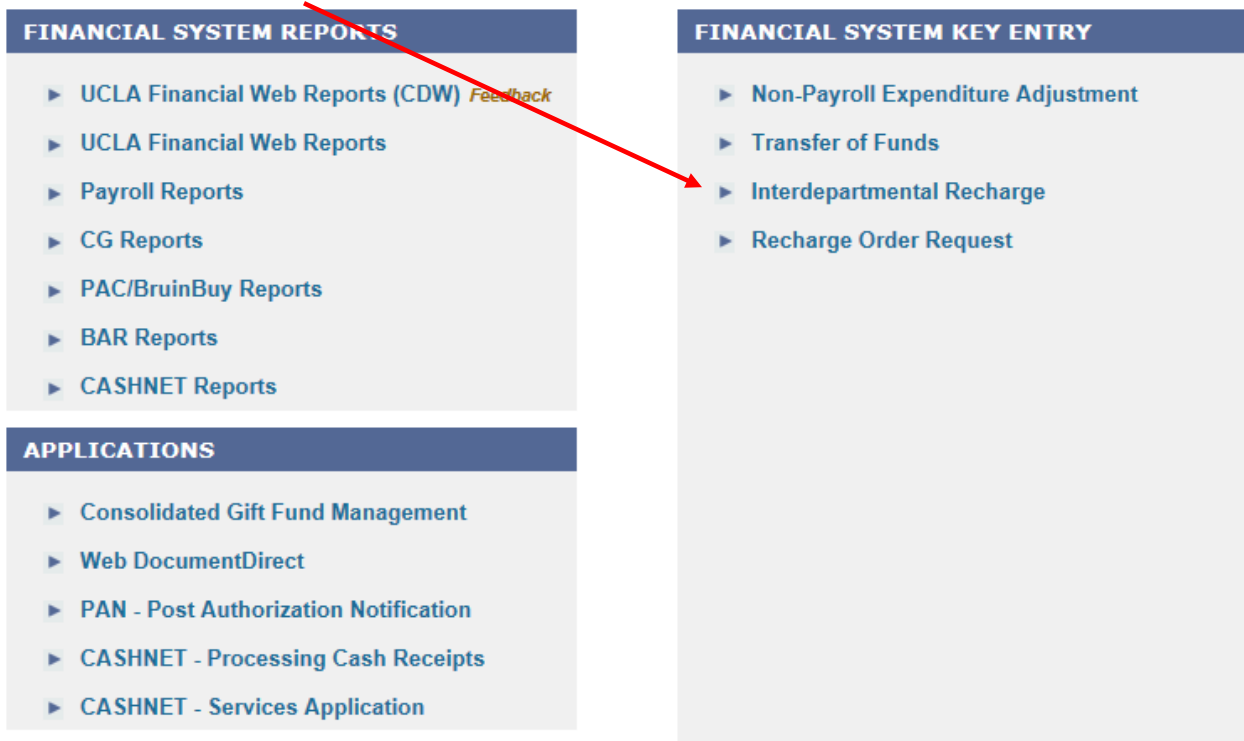 FINANCIAL SYSTEM REPORTS
UCLA Financial Web Reports (CDW) Feedback
UCLA Financial Web Reports
Payroll Reports
CG Reports
PAC/BruinBuy Reports
BAR Reports
CASHNET Reports
APPLICATIONS
Consolidated Gift Fund Management
Web DocumentDirect
PAN - Post Authorization Notification
CASHNET - Processing Cash Receipts
CASHNET - Services Application
FINANCIAL SYSTEM KEY ENTRY
Non-Payroll Expenditure Adjustment
Transfer of Funds
Interdepartmental Recharge
Recharge Order Request